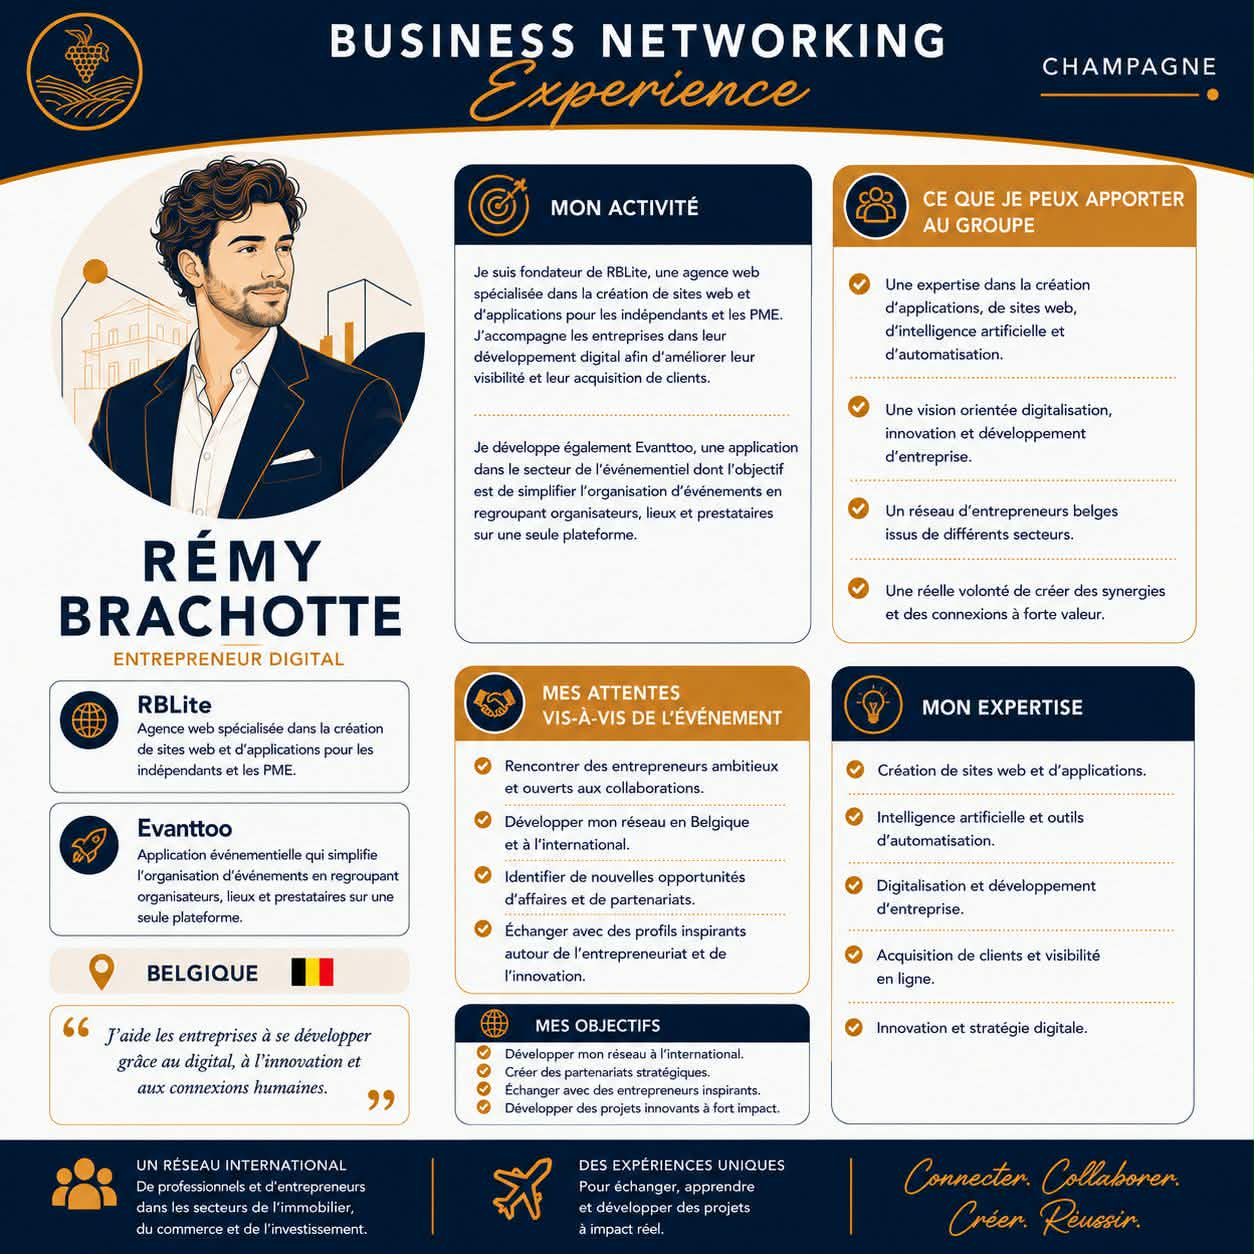 BUSINESS NETWORKING
Experience
CHAMPAGNE
RÉMY
BRACHOTTE
ENTREPRENEUR DIGITAL
RBLite
Agence web spécialisée dans la création
de sites web et d'applications pour les
indépendants et les PME.
Evanttoo
Application événementielle qui simplifie
l'organisation d'événements en regroupant
organisateurs, lieux et prestataires sur une
seule plateforme.
BELGIQUE
“ J'aide les entreprises à se développer
grâce au digital, à l'innovation et
aux connexions humaines. ”
MON ACTIVITÉ
Je suis fondateur de RBLite, une agence web
spécialisée dans la création de sites web et
d'applications pour les indépendants et les PME.
J'accompagne les entreprises dans leur
développement digital afin d'améliorer leur
visibilité et leur acquisition de clients.
Je développe également Evanttoo, une application
dans le secteur de l'événementiel dont l'objectif
est de simplifier l'organisation d'événements en
regroupant organisateurs, lieux et prestataires
sur une seule plateforme.
CE QUE JE PEUX APPORTER
AU GROUPE
Une expertise dans la création
d'applications, de sites web,
d'intelligence artificielle et
d'automatisation.
Une vision orientée digitalisation,
innovation et développement
d'entreprise.
Un réseau d'entrepreneurs belges
issus de différents secteurs.
Une réelle volonté de créer des synergies
et des connexions à forte valeur.
MES ATTENTES
VIS-À-VIS DE L'ÉVÉNEMENT
Rencontrer des entrepreneurs ambitieux
et ouverts aux collaborations.
Développer mon réseau en Belgique
et à l'international.
Identifier de nouvelles opportunités
d'affaires et de partenariats.
Échanger avec des profils inspirants
autour de l'entrepreneuriat et de
l'innovation.
MES OBJECTIFS
Développer mon réseau à l'international.
Créer des partenariats stratégiques.
Échanger avec des entrepreneurs inspirants.
Développer des projets innovants à fort impact.
MON EXPERTISE
Création de sites web et d'applications.
Intelligence artificielle et outils
d'automatisation.
Digitalisation et développement
d'entreprise.
Acquisition de clients et visibilité
en ligne.
Innovation et stratégie digitale.
UN RÉSEAU INTERNATIONAL
De professionnels et d'entrepreneurs
dans les secteurs de l'immobilier,
du commerce et de l'investissement.
DES EXPÉRIENCES UNIQUES
Pour échanger, apprendre
et développer des projets
à impact réel.
Connecter. Collaborer.
Créer. Réussir.